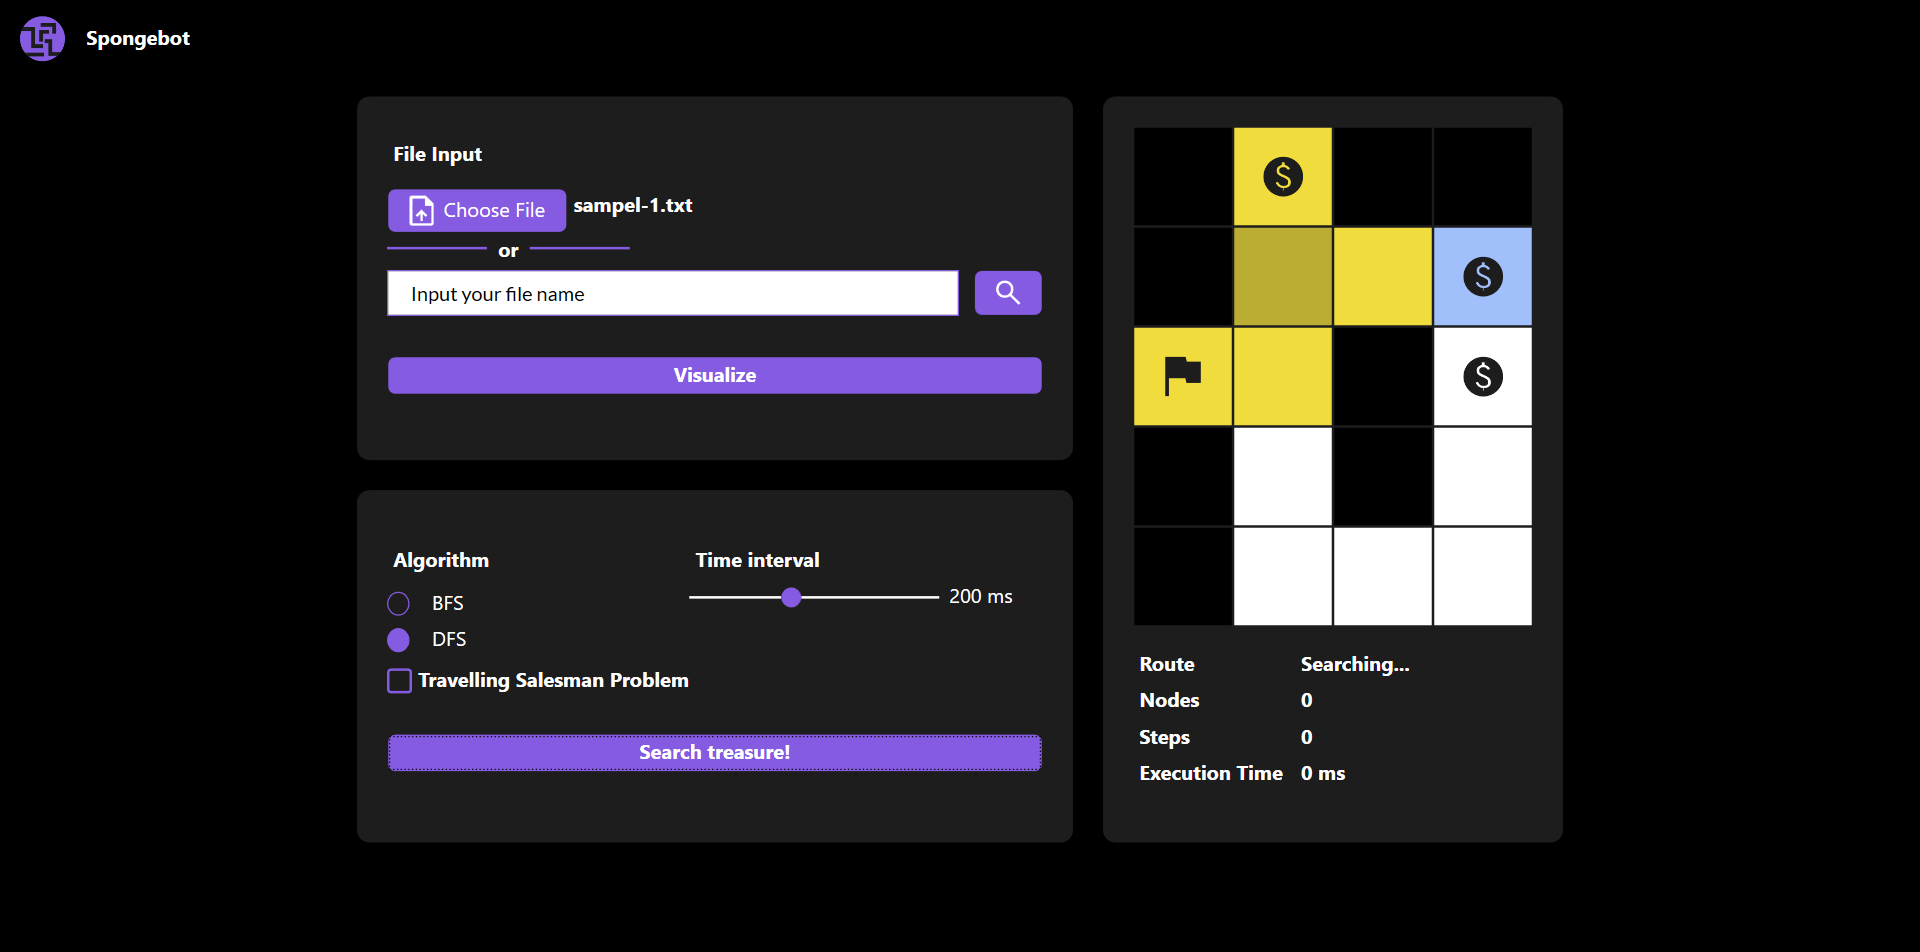 Spongebot
File Input
Choose File
sampel-1.txt
or
Input your file name
Visualize
Algorithm
BFS
DFS
Travelling Salesman Problem
Time interval
200 ms
Search treasure!
$
$
$
Route Searching...
Nodes 0
Steps 0
Execution Time 0 ms